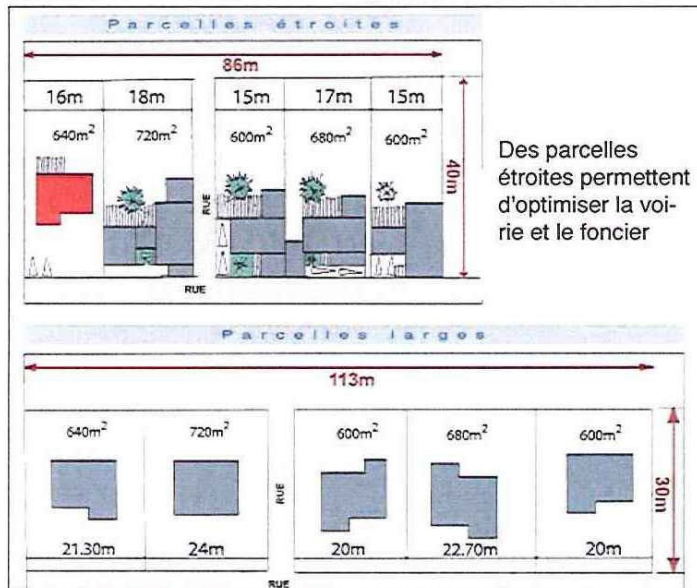 Parcelles étroites
86m
16m 18m 15m 17m 15m
640m² 720m² 600m² 680m² 600m²
40m
RUE
RUE
Des parcelles
étroites permettent
d'optimiser la voi-
rie et le foncier
Parcelles larges
113m
640m² 720m² 600m² 680m² 600m²
30m
RUE
21.30m 24m 20m 22.70m 20m
RUE